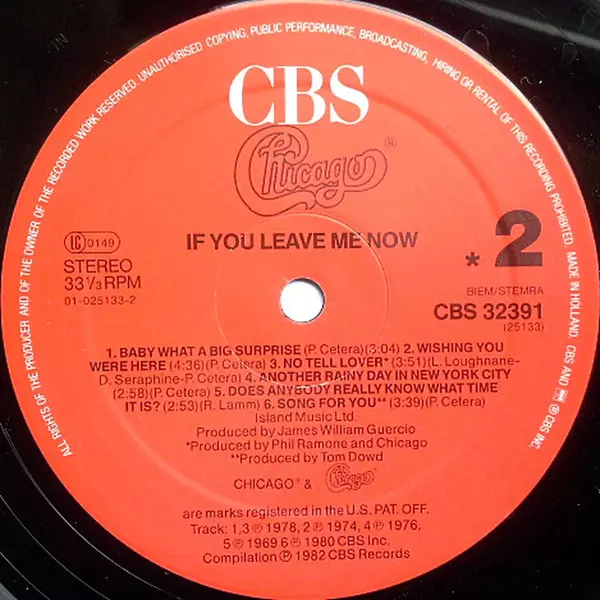 ALL RIGHTS OF THE PRODUCER AND OF THE OWNER OF THE RECORDED WORK RESERVED. UNAUTHORISED COPYING, PUBLIC PERFORMANCE, BROADCASTING, HIRING OR RENTAL OF THIS RECORDING PROHIBITED. MADE IN HOLLAND. CBS AND ℗ CBS INC.
CBS
Chicago®
IF YOU LEAVE ME NOW
* 2
LC 0149
STEREO
33 1/3 RPM
01-025133-2
BIEM/STEMRA
CBS 32391
(25133)
1. BABY WHAT A BIG SURPRISE (P. Cetera)(3:04) 2. WISHING YOU
WERE HERE (4:36)(P. Cetera) 3. NO TELL LOVER* (3:51)(L. Loughnane-
D. Seraphine-P. Cetera) 4. ANOTHER RAINY DAY IN NEW YORK CITY
(2:58)(P. Cetera) 5. DOES ANYBODY REALLY KNOW WHAT TIME
IT IS? (2:53)(R. Lamm) 6. SONG FOR YOU** (3:39)(P. Cetera)
Island Music Ltd.
Produced by James William Guercio
*Produced by Phil Ramone and Chicago
**Produced by Tom Dowd
CHICAGO® & Chicago®
are marks registered in the U.S. PAT. OFF.
Track: 1,3 ℗ 1978, 2 ℗ 1974, 4 ℗ 1976,
5 ℗ 1969 6 ℗ 1980 CBS Inc.
Compilation ℗ 1982 CBS Records